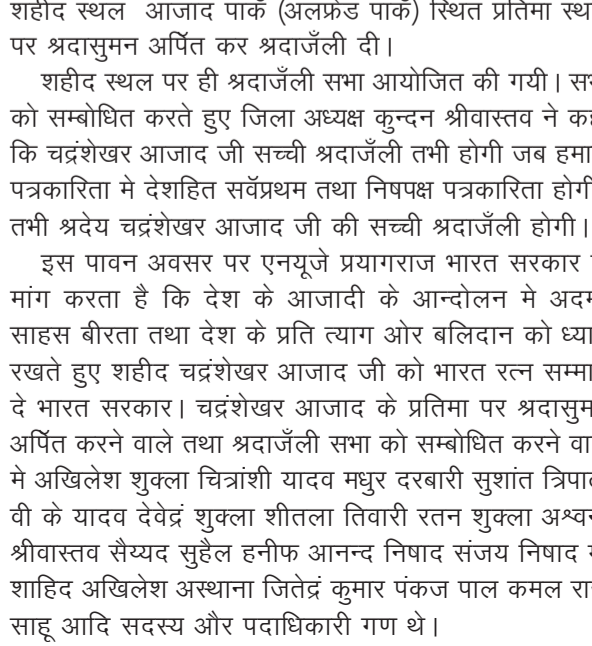 शहीद स्थल आजाद पार्क (अलफ्रेड पार्क) स्थित प्रतिमा स्थ
पर श्रदासुमन अर्पित कर श्रदाजँली दी।
शहीद स्थल पर ही श्रदाजँली सभा आयोजित की गयी। सभ
को सम्बोधित करते हुए जिला अध्यक्ष कुन्दन श्रीवास्तव ने कह
कि चद्रंशेखर आजाद जी सच्ची श्रदाजँली तभी होगी जब हमा
पत्रकारिता मे देशहित सर्वप्रथम तथा निषपक्ष पत्रकारिता होगी
तभी श्रदेय चद्रंशेखर आजाद जी की सच्ची श्रदाजँली होगी।
इस पावन अवसर पर एनयूजे प्रयागराज भारत सरकार
मांग करता है कि देश के आजादी के आन्दोलन मे अदम
साहस बीरता तथा देश के प्रति त्याग ओर बलिदान को ध्या
रखते हुए शहीद चद्रंशेखर आजाद जी को भारत रत्न सम्मा
दे भारत सरकार। चद्रंशेखर आजाद के प्रतिमा पर श्रदासुम
अर्पित करने वाले तथा श्रदाजँली सभा को सम्बोधित करने वा
मे अखिलेश शुक्ला चित्रांशी यादव मधुर दरबारी सुशांत त्रिपा
वी के यादव देवेद्रं शुक्ला शीतला तिवारी रतन शुक्ला अश्व
श्रीवास्तव सैय्यद सुहैल हनीफ आनन्द निषाद संजय निषाद
शाहिद अखिलेश अस्थाना जितेद्रं कुमार पंकज पाल कमल रा
साहू आदि सदस्य और पदाधिकारी गण थे।